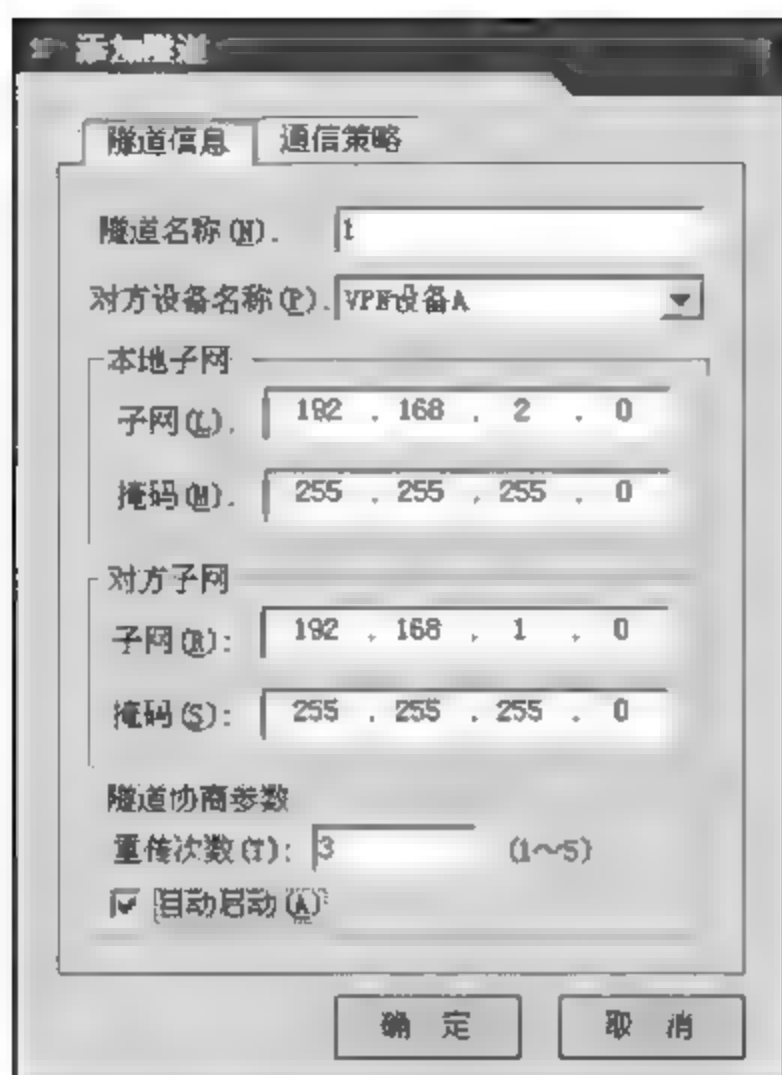 添加隧道
隧道信息 通信策略
隧道名称(N). 1
对方设备名称(P). VPN设备A
本地子网
子网(L). 192 . 168 . 2 . 0
掩码(M). 255 . 255 . 255 . 0
对方子网
子网(R): 192 . 168 . 1 . 0
掩码(S): 255 . 255 . 255 . 0
隧道协商参数
重传次数(T): 3 (1~5)
自动启动(A)
确 定 取 消